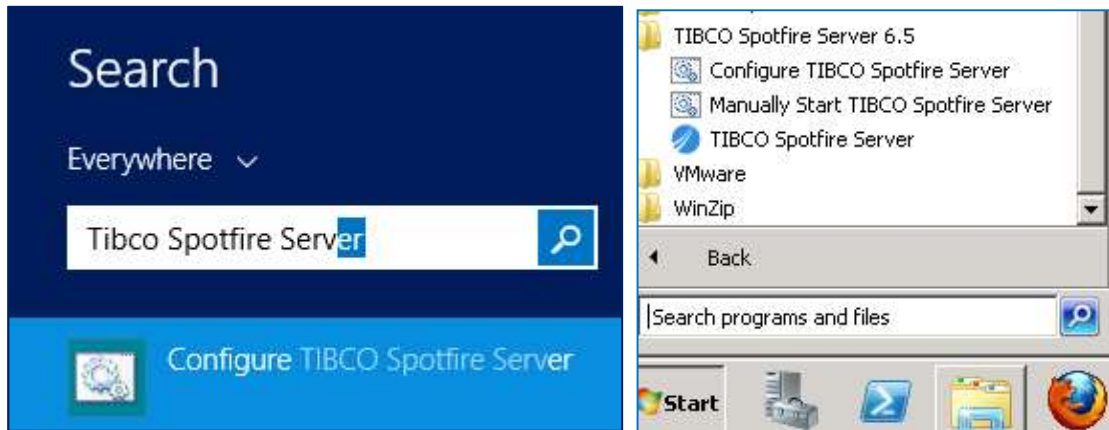 Search
Everywhere
Tibco Spotfire Server
Configure TIBCO Spotfire Server
TIBCO Spotfire Server 6.5
Configure TIBCO Spotfire Server
Manually Start TIBCO Spotfire Server
TIBCO Spotfire Server
VMware
WinZip
Back
Search programs and files
Start